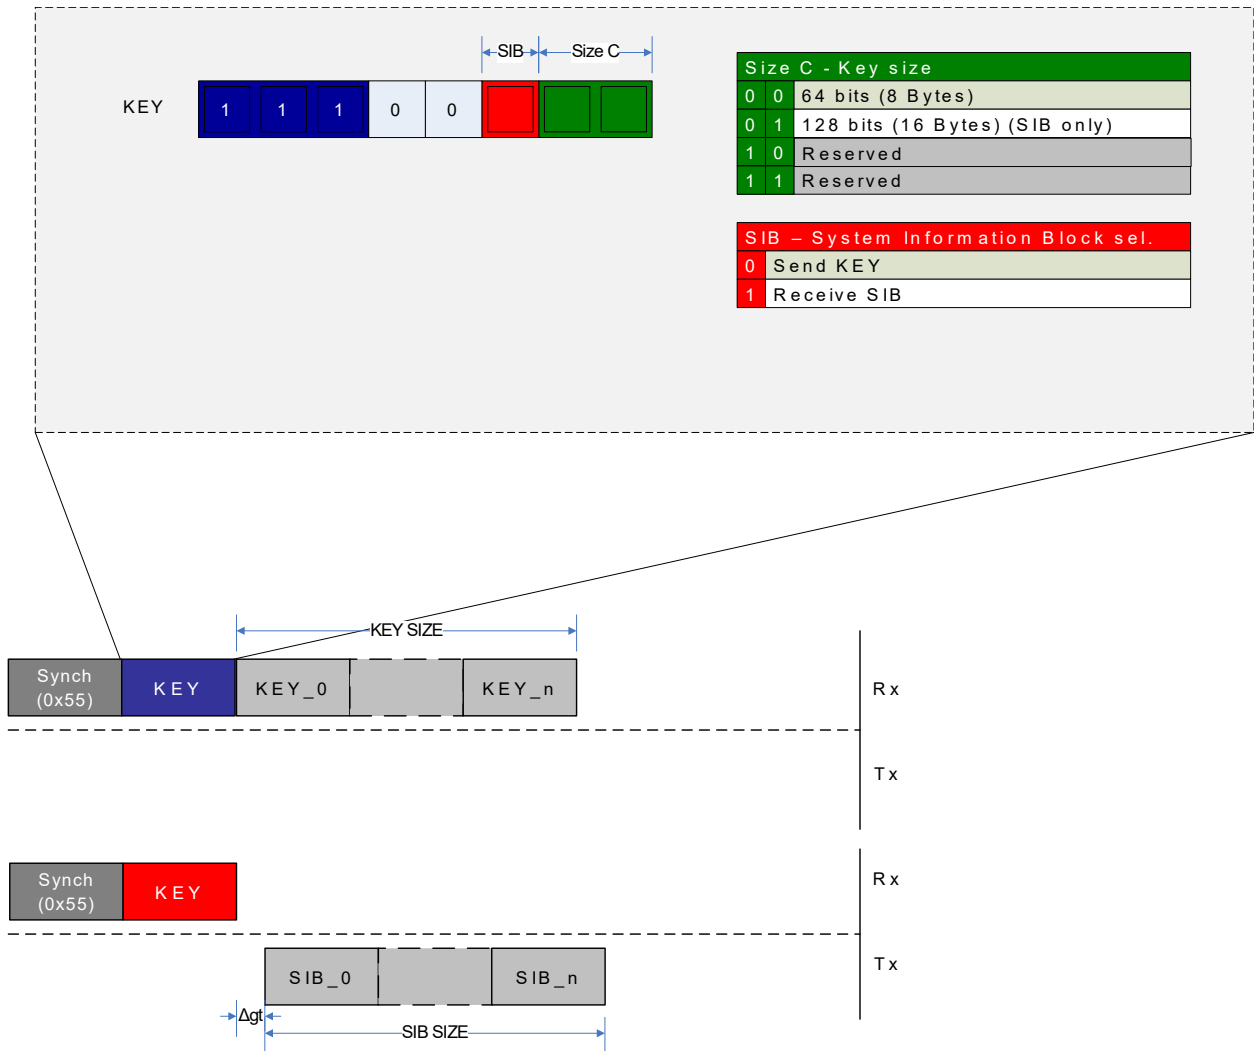 SIB Size C
KEY 1 1 1 0 0
Size C - Key size
0 0 64 bits (8 Bytes)
0 1 128 bits (16 Bytes) (SIB only)
1 0 Reserved
1 1 Reserved
SIB – System Information Block sel.
0 Send KEY
1 Receive SIB
KEY SIZE
Synch
(0x55)
KEY KEY_0 KEY_n
Rx
Tx
Synch
(0x55)
KEY
Rx
SIB_0 SIB_n
Tx
Δgt
SIB SIZE